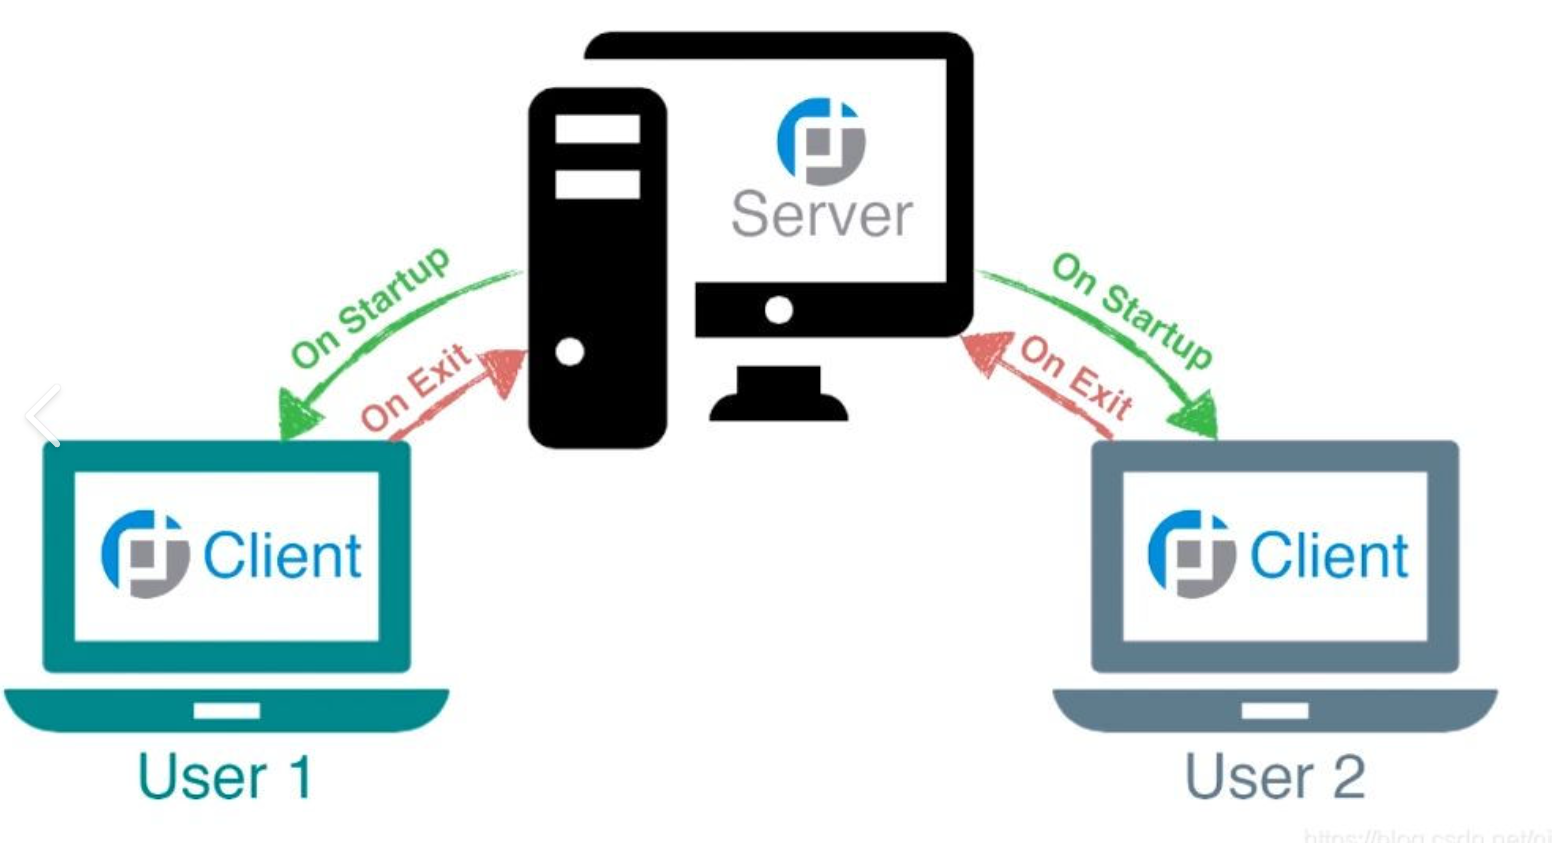 Server
On Startup
On Exit
On Startup
On Exit
Client
Client
User 1
User 2